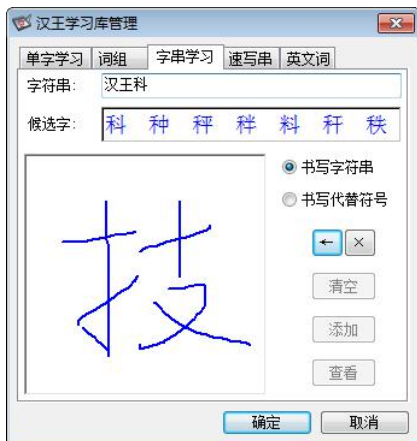 汉王学习库管理
单字学习 词组 字串学习 速写串 英文词
字符串: 汉王科
候选字: 科 种 秤 秚 料 秆 秩
书写字符串
书写代替符号
技
← ×
清空
添加
查看
确定 取消